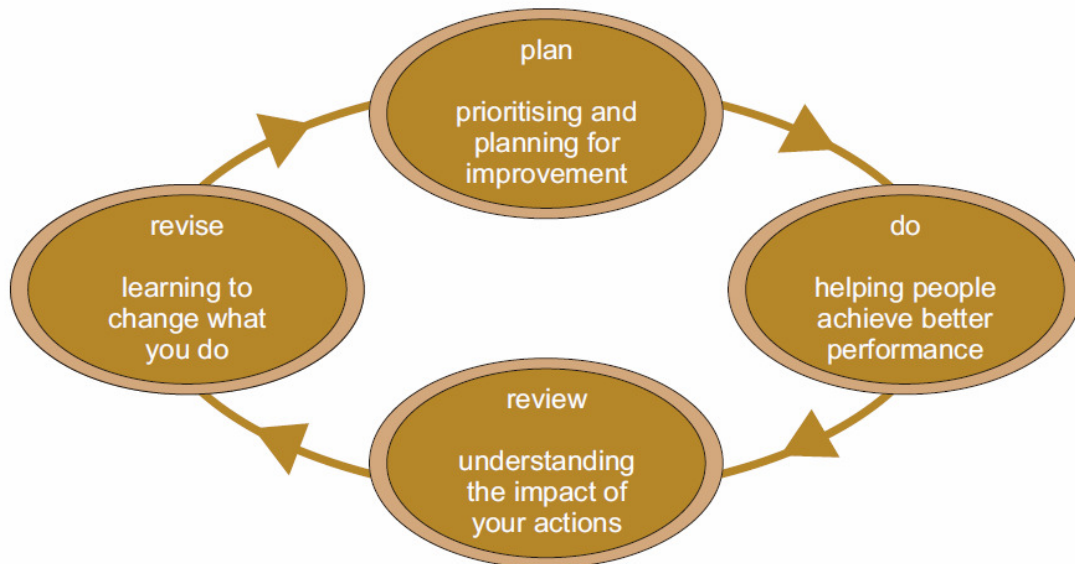 plan
prioritising and
planning for
improvement
do
helping people
achieve better
performance
review
understanding
the impact of
your actions
revise
learning to
change what
you do